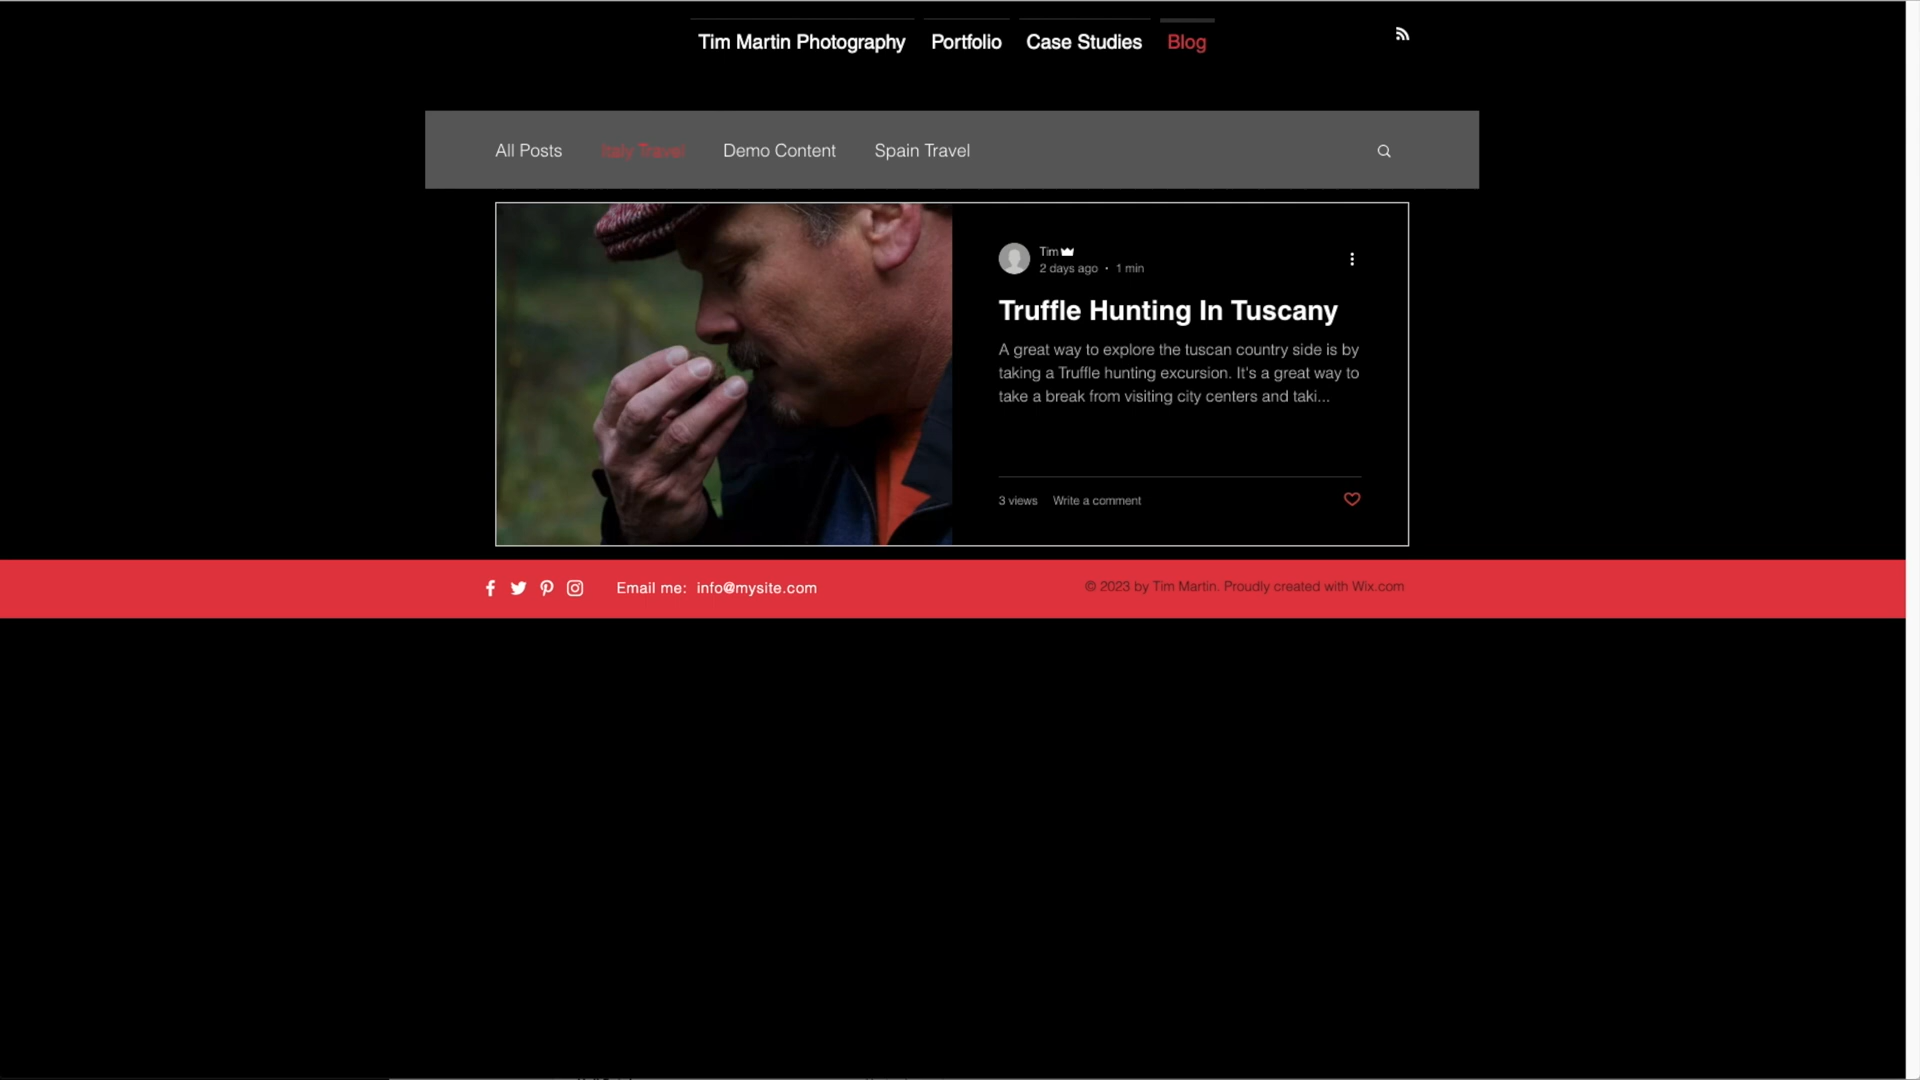 Tim Martin Photography Portfolio Case Studies Blog
All Posts Italy Travel Demo Content Spain Travel
Tim
2 days ago · 1 min
Truffle Hunting In Tuscany
A great way to explore the tuscan country side is by
taking a Truffle hunting excursion. It's a great way to
take a break from visiting city centers and taki...
3 views Write a comment
Email me: info@mysite.com
© 2023 by Tim Martin. Proudly created with Wix.com